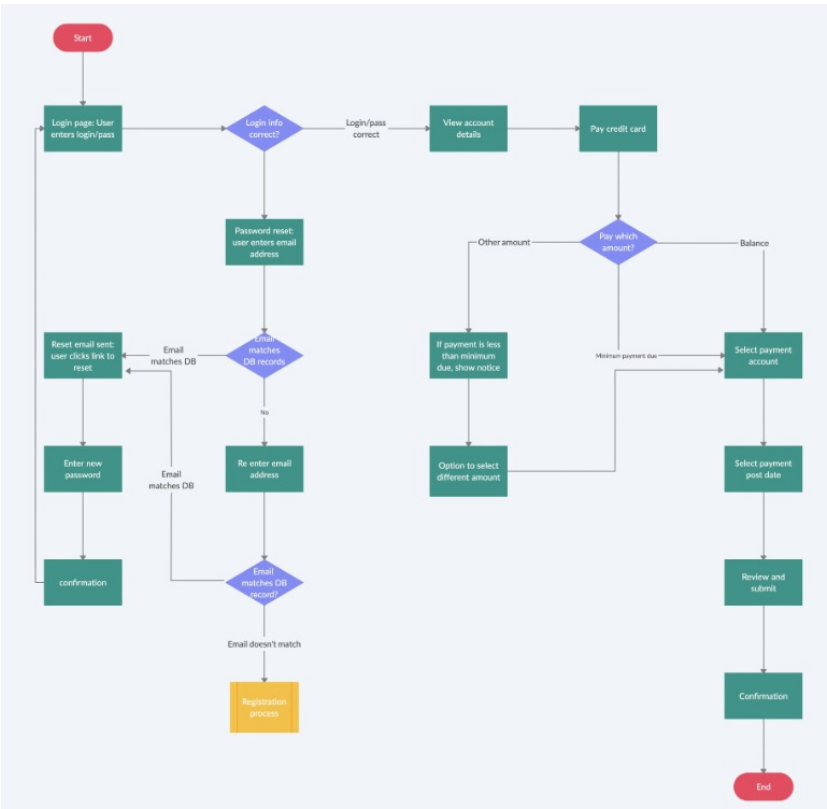 Start
Login page: User
enters login/pass
Login info
correct?
Login/pass
correct
View account
details
Pay credit card
Password reset:
user enters email
address
Other amount
Pay which
amount?
Balance
Reset email sent:
user clicks link to
reset
Email
matches DB
Email
matches
DB records
If payment is less
than minimum
due, show notice
Minimum payment due
Select payment
account
No
Enter new
password
Email
matches DB
Re enter email
address
Option to select
different amount
Select payment
post date
confirmation
Email
matches DB
record?
Review and
submit
Email doesn't match
Registration
process
Confirmation
End